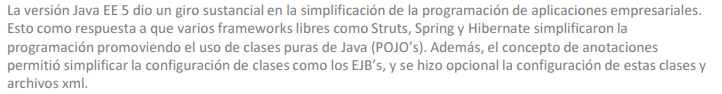 La versión Java EE 5 dio un giro sustancial en la simplificación de la programación de aplicaciones empresariales.
Esto como respuesta a que varios frameworks libres como Struts, Spring y Hibernate simplificaron la
programación promoviendo el uso de clases puras de Java (POJO's). Además, el concepto de anotaciones
permitió simplificar la configuración de clases como los EJB's, y se hizo opcional la configuración de estas clases y
archivos xml.